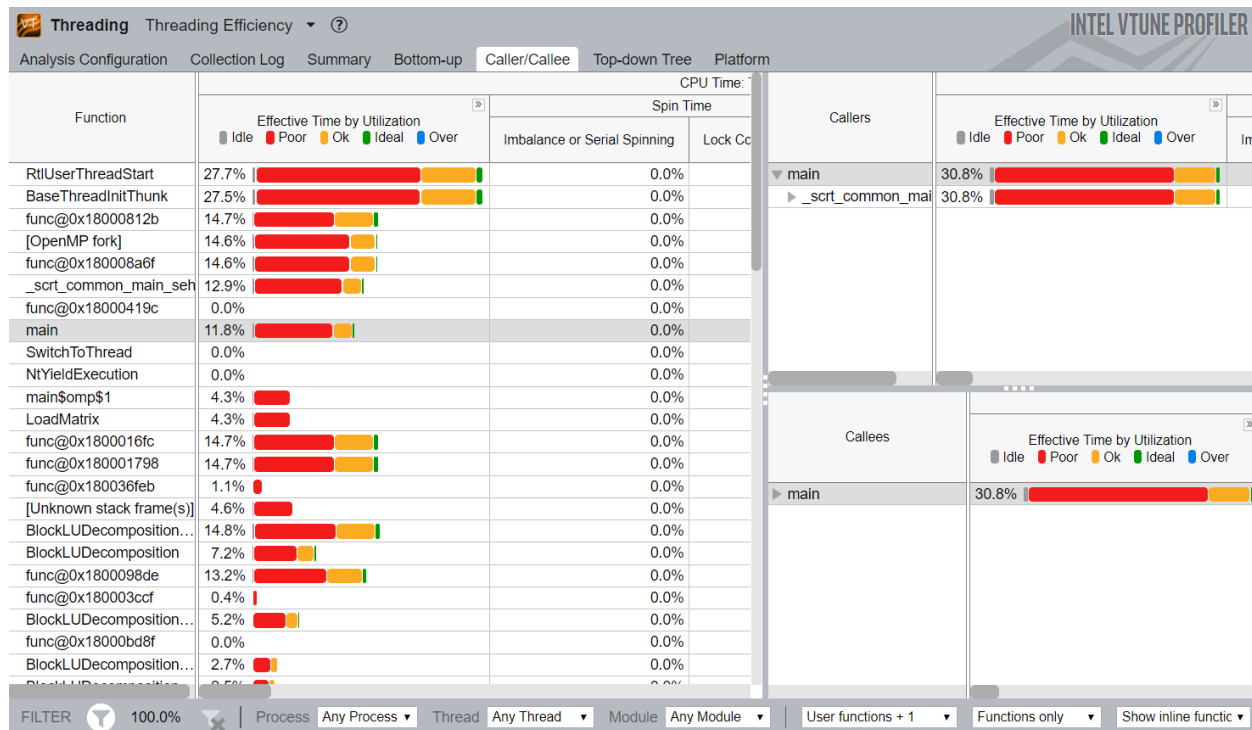 Threading Threading Efficiency
INTEL VTUNE PROFILER
Analysis Configuration Collection Log Summary Bottom-up Caller/Callee Top-down Tree Platform
Function
CPU Time:
Effective Time by Utilization
Idle Poor Ok Ideal Over
Spin Time
Imbalance or Serial Spinning Lock
RtlUserThreadStart 27.7% 0.0%
BaseThreadInitThunk 27.5% 0.0%
func@0x18000812b 14.7% 0.0%
[OpenMP fork] 14.6% 0.0%
func@0x180008a6f 14.6% 0.0%
_scrt_common_main_seh 12.9% 0.0%
func@0x18000419c 0.0% 0.0%
main 11.8% 0.0%
SwitchToThread 0.0% 0.0%
NtYieldExecution 0.0% 0.0%
main$omp$1 4.3% 0.0%
LoadMatrix 4.3% 0.0%
func@0x1800016fc 14.7% 0.0%
func@0x180001798 14.7% 0.0%
func@0x180036feb 1.1% 0.0%
[Unknown stack frame(s)] 4.6% 0.0%
BlockLUDecomposition... 14.8% 0.0%
BlockLUDecomposition 7.2% 0.0%
func@0x1800098de 13.2% 0.0%
func@0x180003ccf 0.4% 0.0%
BlockLUDecomposition... 5.2% 0.0%
func@0x18000bd8f 0.0% 0.0%
BlockLUDecomposition... 2.7% 0.0%
Callers
Effective Time by Utilization
Idle Poor Ok Ideal Over
main 30.8%
_scrt_common_mai 30.8%
Callees
Effective Time by Utilization
Idle Poor Ok Ideal Over
main 30.8%
FILTER 100.0% Process Any Process Thread Any Thread Module Any Module User functions + 1 Functions only Show inline functic